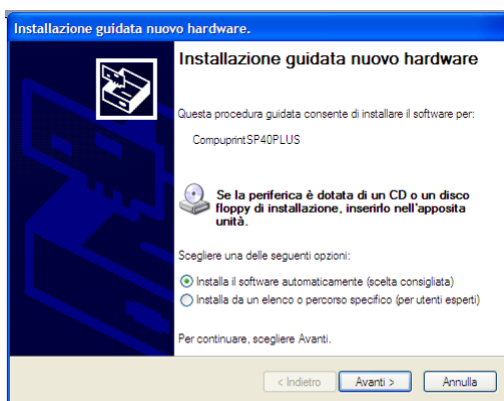 Installazione guidata nuovo hardware.
Installazione guidata nuovo hardware
Questa procedura guidata consente di installare il software per:
CompuprintSP40PLUS
Se la periferica è dotata di un CD o un disco
floppy di installazione, inserirlo nell'apposita
unità.
Scegliere una delle seguenti opzioni:
Installa il software automaticamente (scelta consigliata)
Installa da un elenco o percorso specifico (per utenti esperti)
Per continuare, scegliere Avanti.
< Indietro Avanti > Annulla